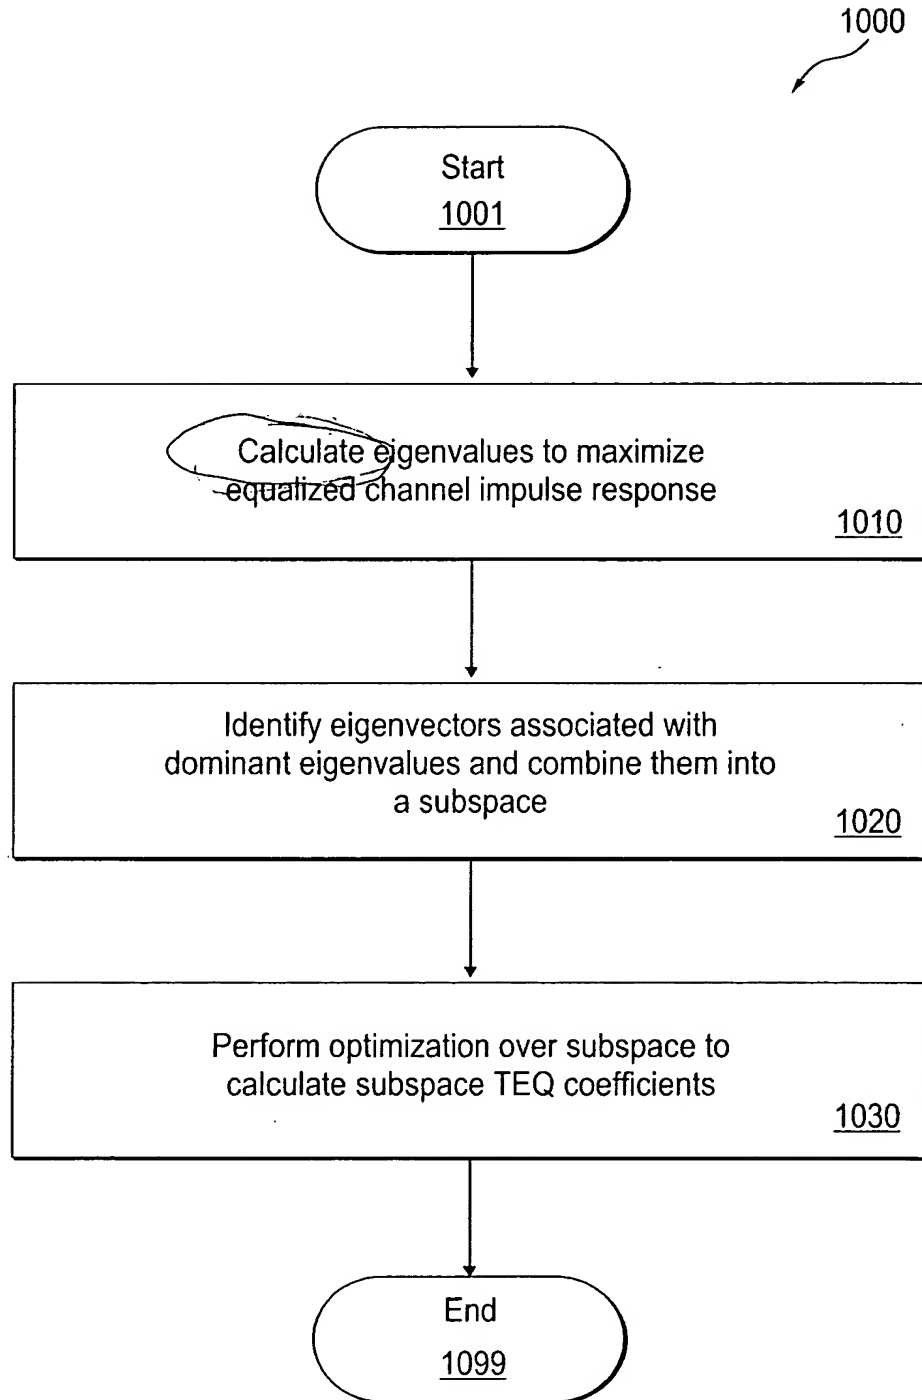 1000
Start
1001
Calculate eigenvalues to maximize
equalized channel impulse response
1010
Identify eigenvectors associated with
dominant eigenvalues and combine them into
a subspace
1020
Perform optimization over subspace to
calculate subspace TEQ coefficients
1030
End
1099